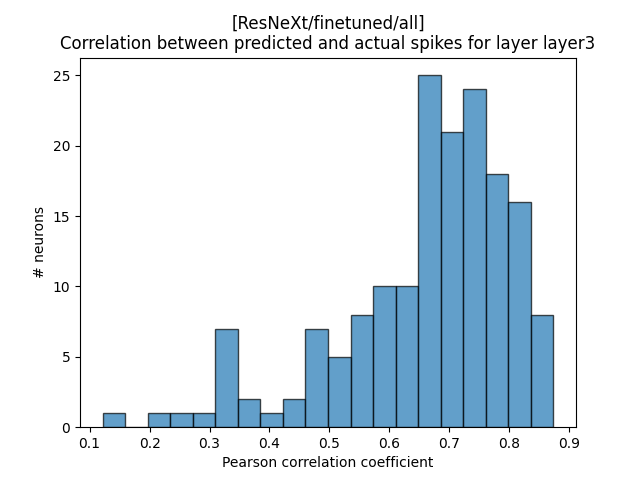 [ResNeXt/finetuned/all]
Correlation between predicted and actual spikes for layer layer3
25
20
15
10
5
0
# neurons
0.1 0.2 0.3 0.4 0.5 0.6 0.7 0.8 0.9
Pearson correlation coefficient